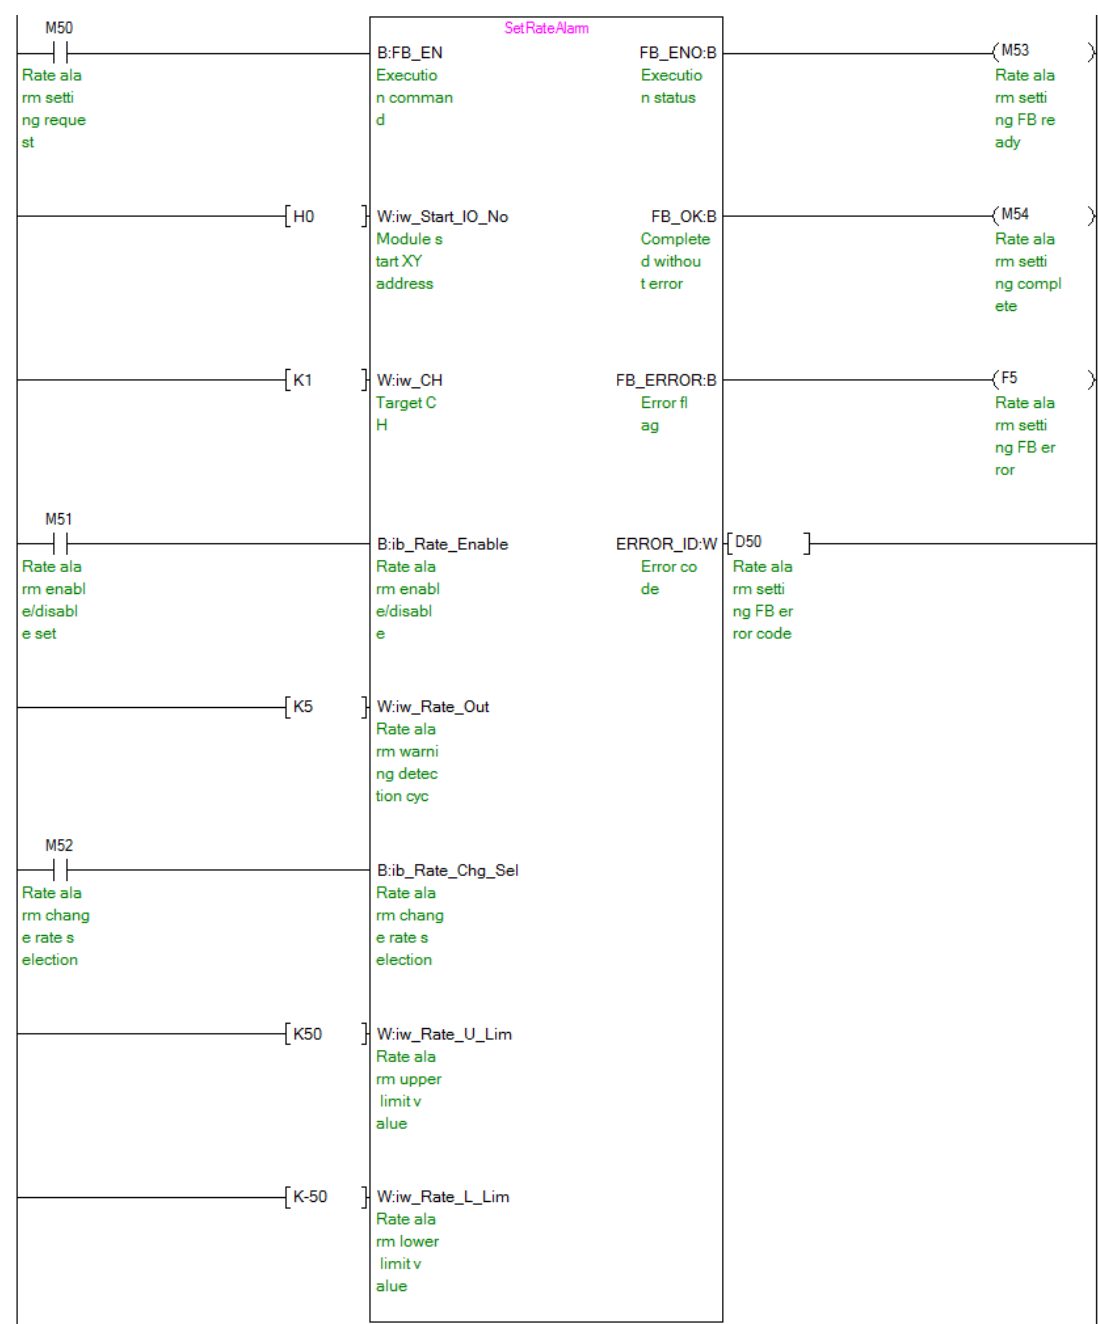 M50
SetRateAlarm
B:FB_EN
FB_ENO:B
M53
Rate ala
rm setti
ng reque
st
Executio
n comman
d
Executio
n status
Rate ala
rm setti
ng FB re
ady
H0
W:iw_Start_IO_No
FB_OK:B
M54
Module s
tart XY
address
Complete
d withou
t error
Rate ala
rm setti
ng compl
ete
K1
W:iw_CH
FB_ERROR:B
F5
Target C
H
Error fl
ag
Rate ala
rm setti
ng FB er
ror
M51
B:ib_Rate_Enable
ERROR_ID:W
D50
Rate ala
rm enabl
e/disabl
e set
Rate ala
rm enabl
e/disabl
e
Error co
de
Rate ala
rm setti
ng FB er
ror code
K5
W:iw_Rate_Out
Rate ala
rm warni
ng detec
tion cyc
M52
B:ib_Rate_Chg_Sel
Rate ala
rm chang
e rate s
election
Rate ala
rm chang
e rate s
election
K50
W:iw_Rate_U_Lim
Rate ala
rm upper
limit v
alue
K-50
W:iw_Rate_L_Lim
Rate ala
rm lower
limit v
alue